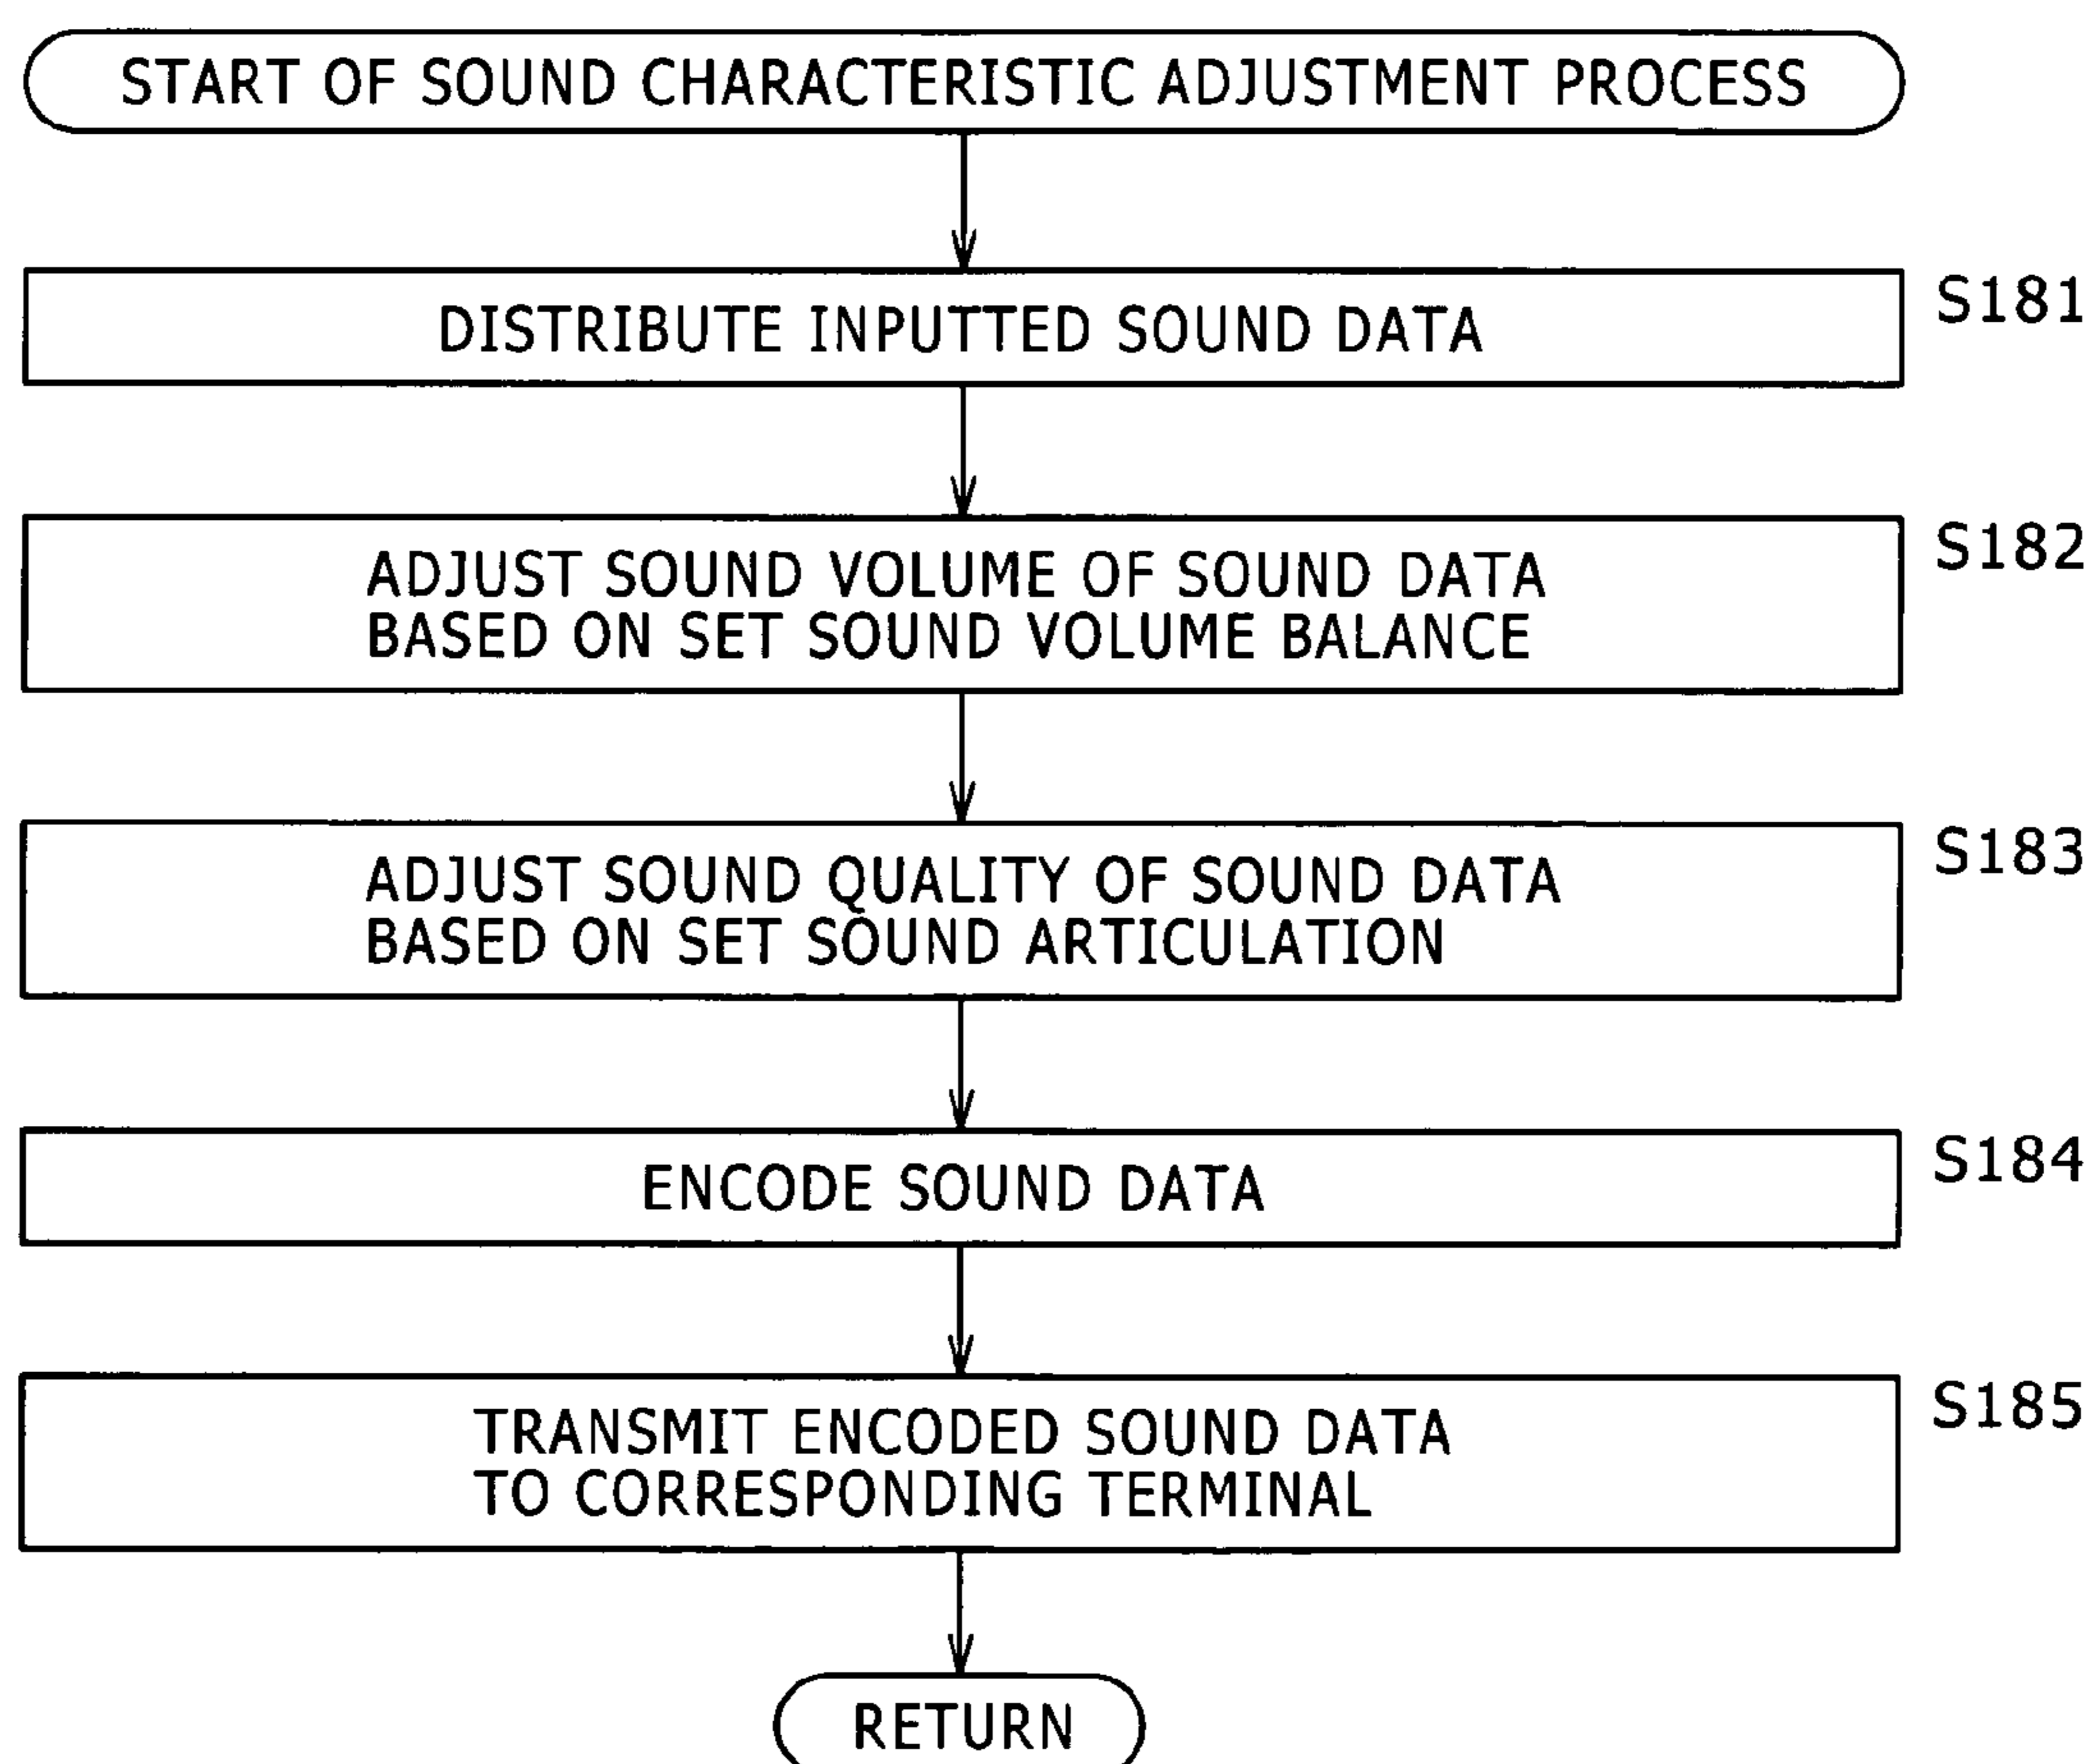 START OF SOUND CHARACTERISTIC ADJUSTMENT PROCESS
DISTRIBUTE INPUTTED SOUND DATA
S181
ADJUST SOUND VOLUME OF SOUND DATA
BASED ON SET SOUND VOLUME BALANCE
S182
ADJUST SOUND QUALITY OF SOUND DATA
BASED ON SET SOUND ARTICULATION
S183
ENCODE SOUND DATA
S184
TRANSMIT ENCODED SOUND DATA
TO CORRESPONDING TERMINAL
S185
RETURN